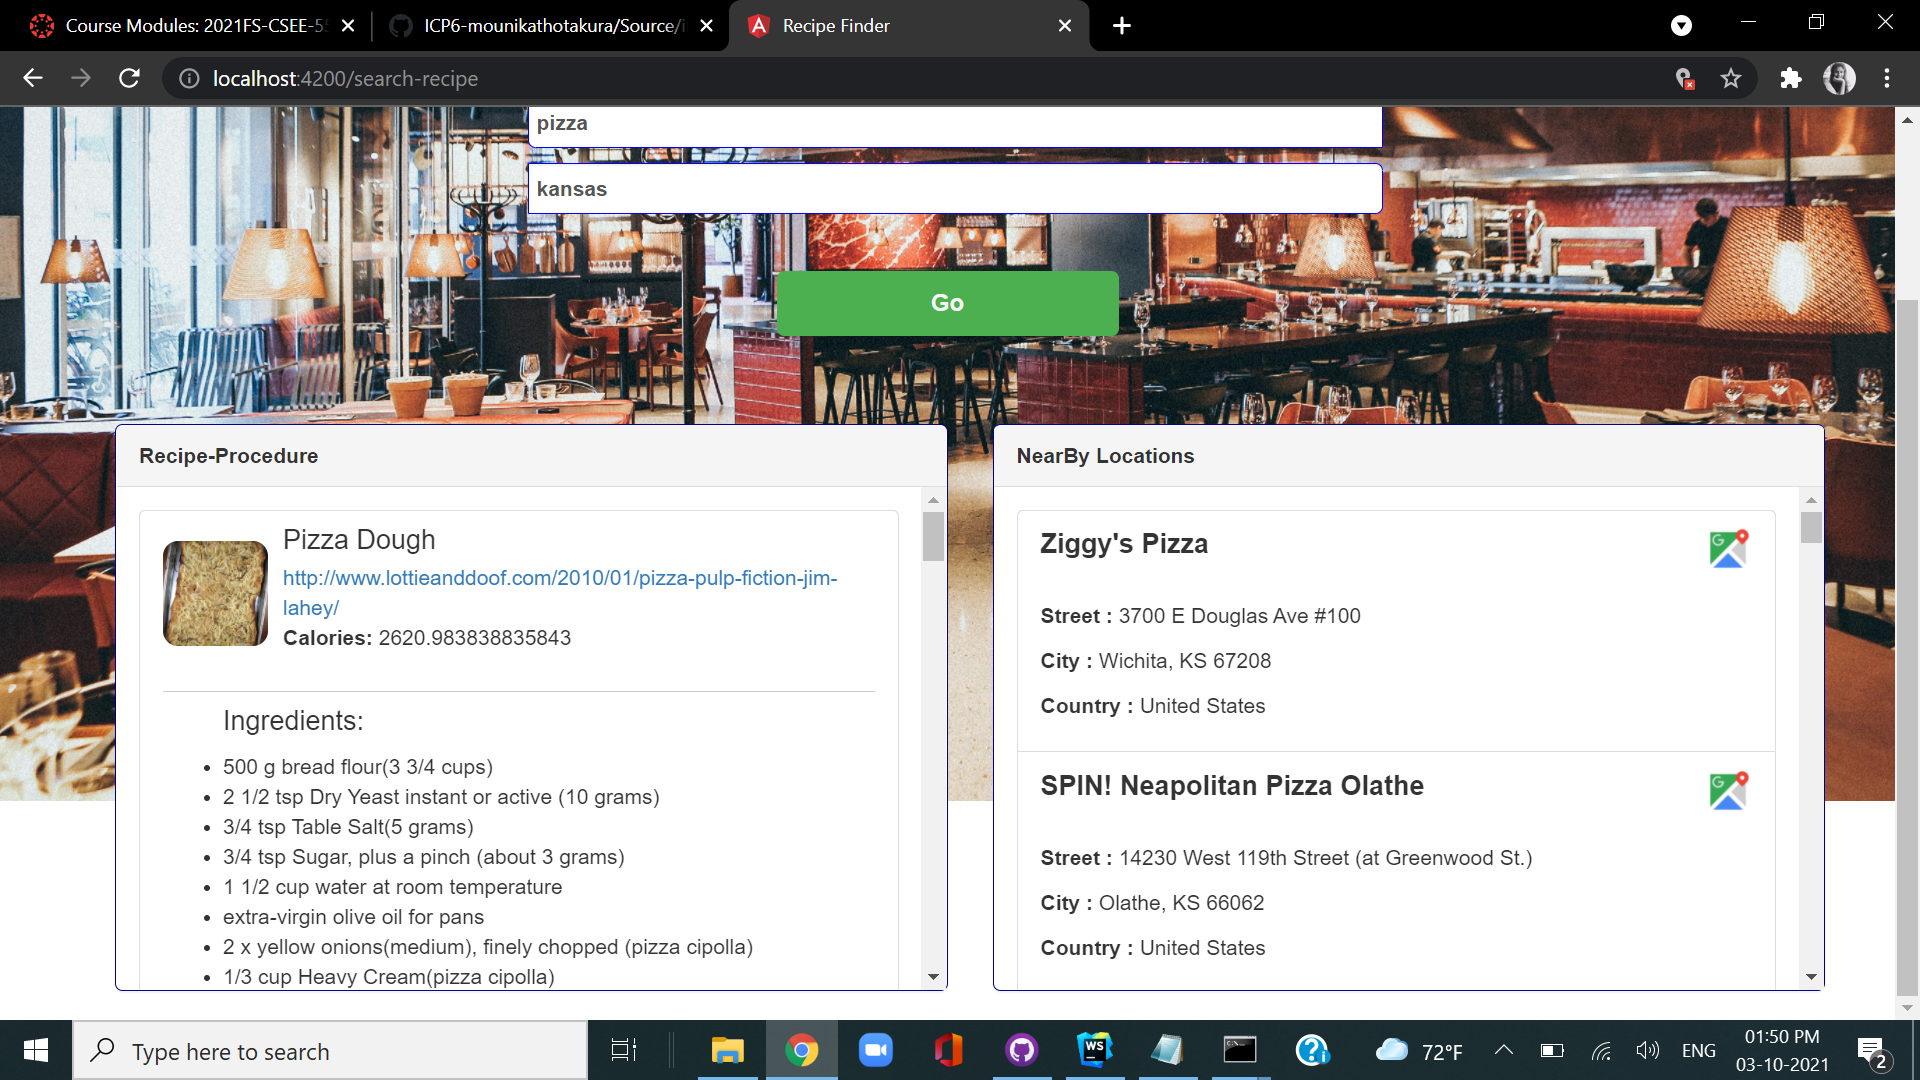 Course Modules: 2021FS-CSEE-55
ICP6-mounikathotakura/Source/i
Recipe Finder
localhost:4200/search-recipe
pizza
kansas
Go
Recipe-Procedure
Pizza Dough
http://www.lottieanddoof.com/2010/01/pizza-pulp-fiction-jim-
lahey/
Calories: 2620.983838835843
Ingredients:
500 g bread flour(3 3/4 cups)
2 1/2 tsp Dry Yeast instant or active (10 grams)
3/4 tsp Table Salt(5 grams)
3/4 tsp Sugar, plus a pinch (about 3 grams)
1 1/2 cup water at room temperature
extra-virgin olive oil for pans
2 x yellow onions(medium), finely chopped (pizza cipolla)
1/3 cup Heavy Cream(pizza cipolla)
NearBy Locations
Ziggy's Pizza
Street : 3700 E Douglas Ave #100
City : Wichita, KS 67208
Country : United States
SPIN! Neapolitan Pizza Olathe
Street : 14230 West 119th Street (at Greenwood St.)
City : Olathe, KS 66062
Country : United States
Type here to search
WS
72°F
ENG
01:50 PM
03-10-2021
2